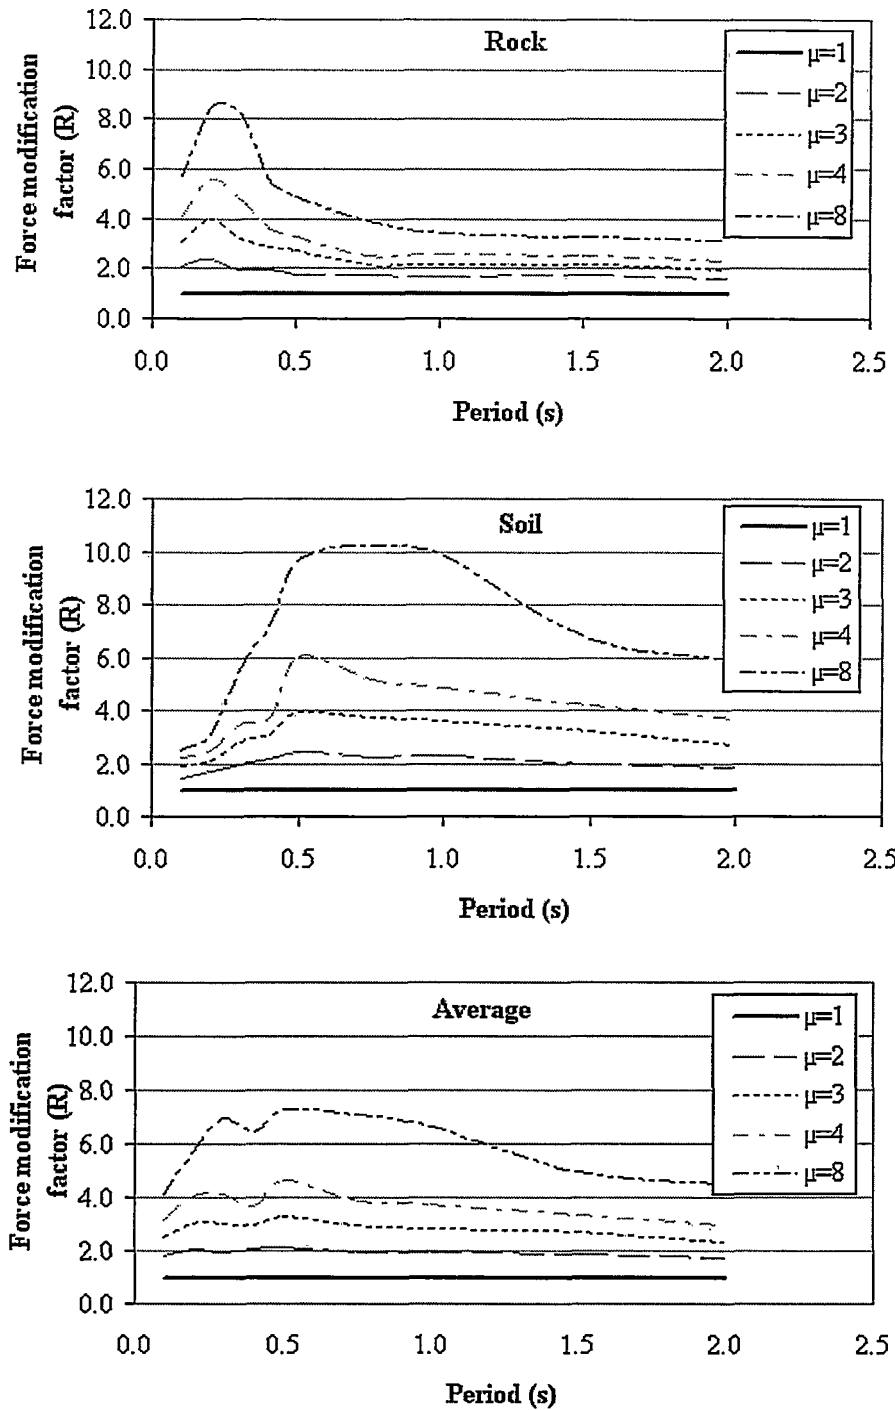 Rock
Force modification
factor (R)
12.0
10.0
8.0
6.0
4.0
2.0
0.0
0.0 0.5 1.0 1.5 2.0 2.5
Period (s)
μ=1
μ=2
μ=3
μ=4
μ=8
Soil
Force modification
factor (R)
12.0
10.0
8.0
6.0
4.0
2.0
0.0
0.0 0.5 1.0 1.5 2.0 2.5
Period (s)
μ=1
μ=2
μ=3
μ=4
μ=8
Average
Force modification
factor (R)
12.0
10.0
8.0
6.0
4.0
2.0
0.0
0.0 0.5 1.0 1.5 2.0 2.5
Period (s)
μ=1
μ=2
μ=3
μ=4
μ=8